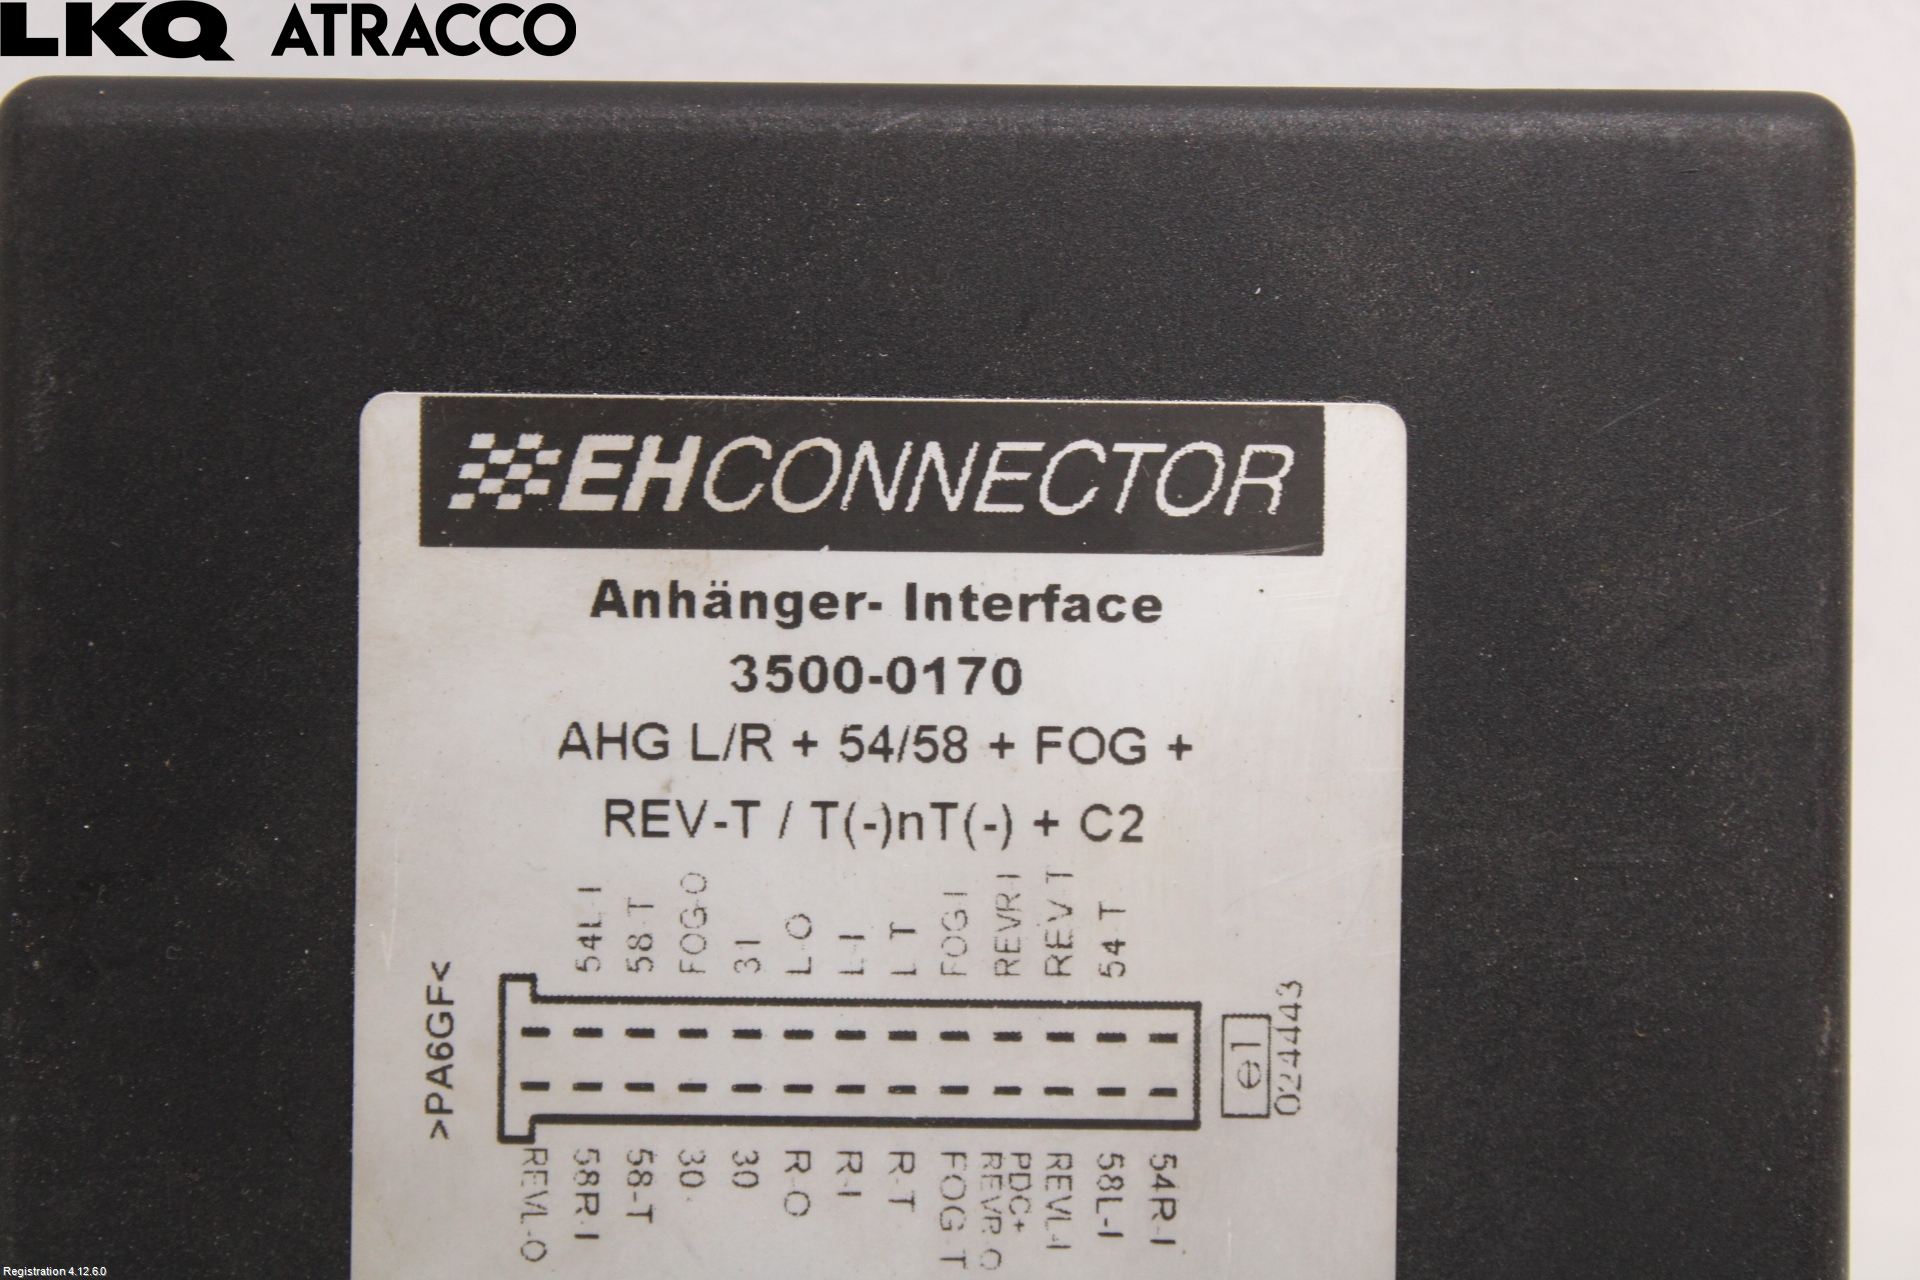 LKQ ATRACCO
EHCONNECTOR
Anhänger- Interface
3500-0170
AHG L/R + 54/58 + FOG +
REV-T / T(-)nT(-) + C2
54L-I
58-T
FOG-O
31
L-O
L-I
L-T
FOG-I
REVR-I
REV-T
54-T
>PA6GF<
e1
024443
REVL-O
58R-I
58-T
30
30
R-O
R-I
R-T
FOG-T
REVR-O
PDC+
REVL-I
58L-I
54R-I
Registration 4.12.6.0